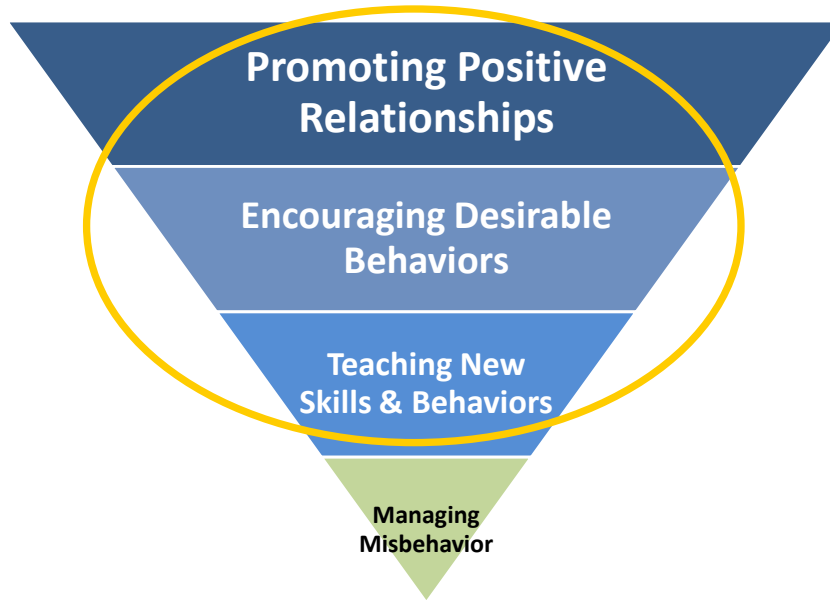 Promoting Positive
Relationships
Encouraging Desirable
Behaviors
Teaching New
Skills & Behaviors
Managing
Misbehavior